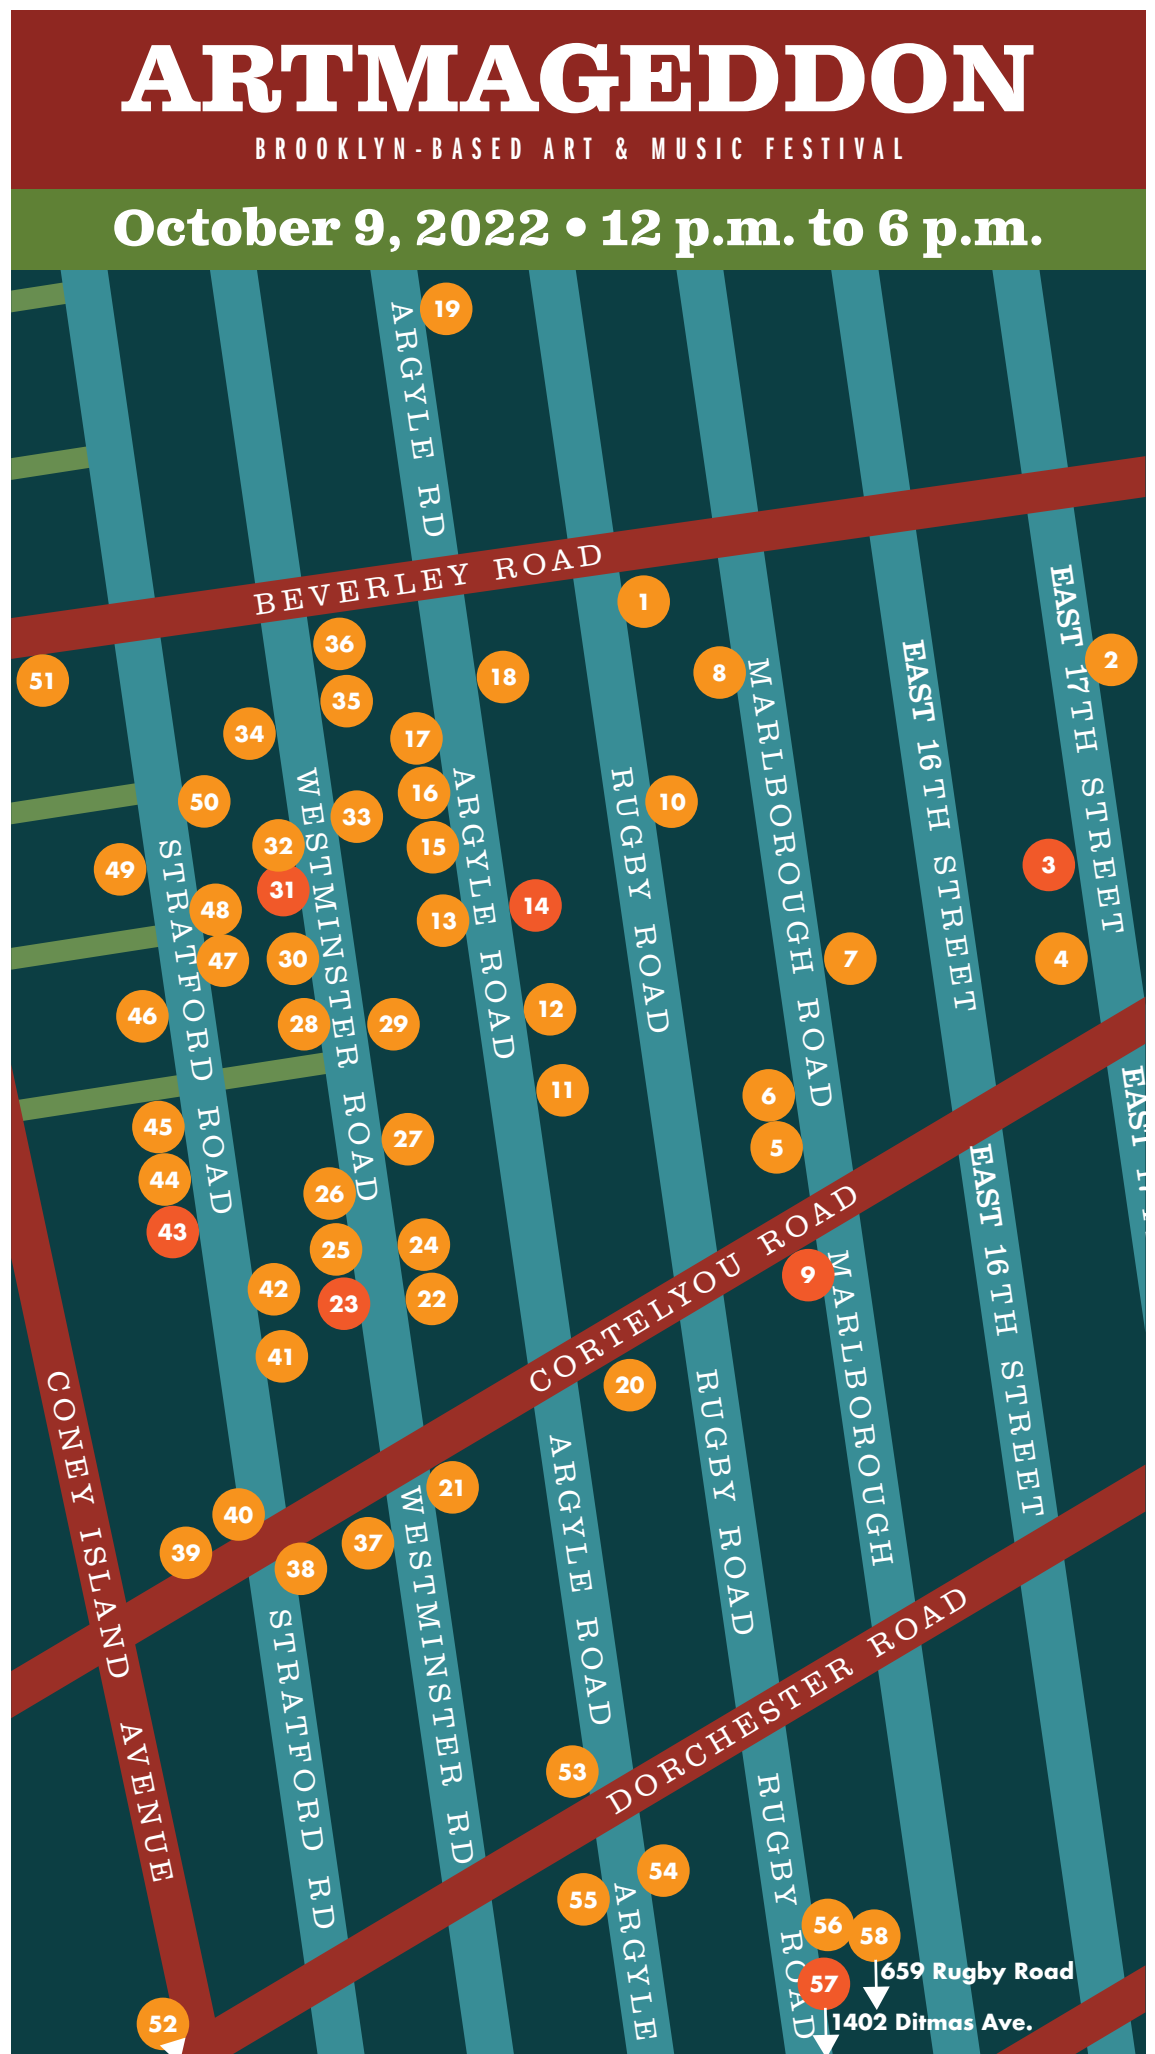 ARTMAGEDDON
BROOKLYN-BASED ART & MUSIC FESTIVAL
October 9, 2022 • 12 p.m. to 6 p.m.
19
ARGYLE RD
BEVERLEY ROAD
1
36
51
18
8
2
35
34
17
EAST 17TH STREET
EAST 16TH STREET
MARLBOROUGH ROAD
50
16
10
33
WESTMINSTER ROAD
ARGYLE ROAD
RUGBY ROAD
32
15
49
3
31
14
STRATFORD ROAD
48
13
47
30
7
4
46
28
29
12
11
6
45
27
5
44
26
43
25
24
CORTELYOU ROAD
9
42
23
22
41
20
EAST 17
EAST 16TH STREET
MARLBOROUGH
RUGBY ROAD
CONEY ISLAND AVENUE
ARGYLE ROAD
21
WESTMINSTER RD
40
39
37
38
STRATFORD RD
DORCHESTER ROAD
53
54
55
ARGYLE
RUGBY ROAD
56
58
659 Rugby Road
57
1402 Ditmas Ave.
52